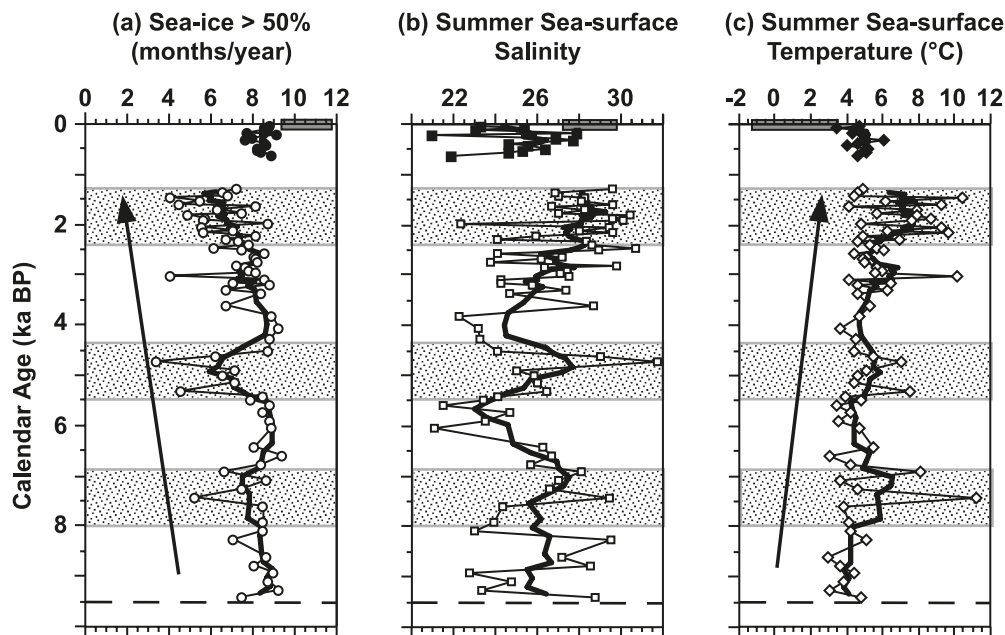 (a) Sea-ice > 50%
(months/year)
(b) Summer Sea-surface
Salinity
(c) Summer Sea-surface
Temperature (°C)
0 2 4 6 8 10 12
22 26 30
-2 0 2 4 6 8 10 12
Calendar Age (ka BP)
0
2
4
6
8